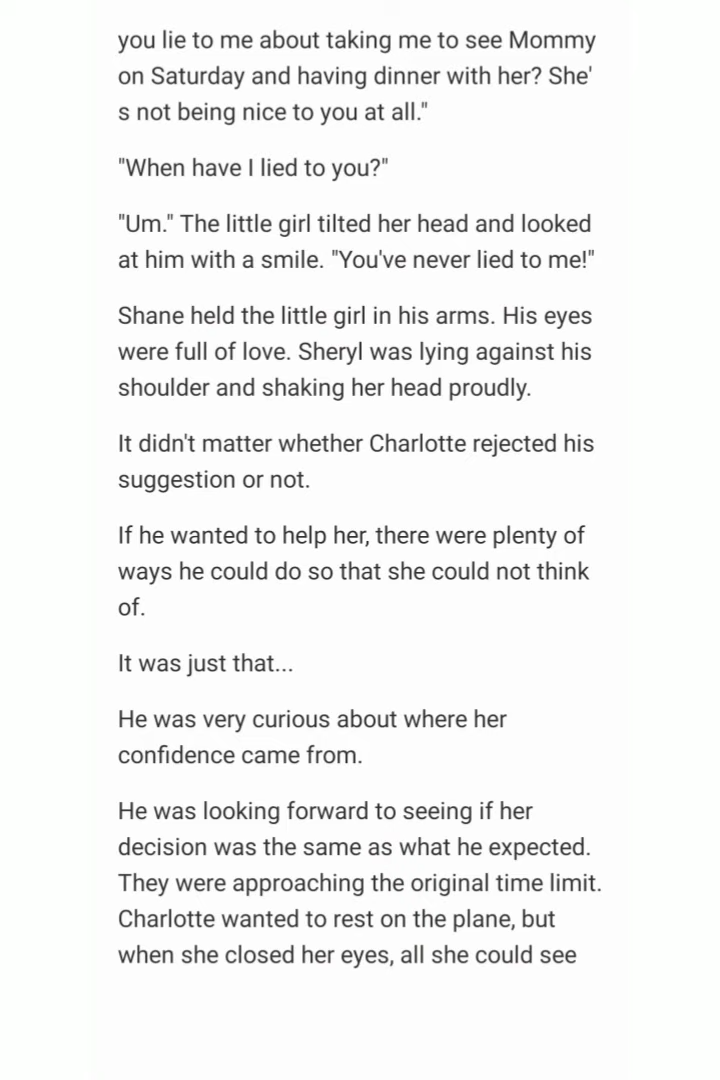 you lie to me about taking me to see Mommy
on Saturday and having dinner with her? She'
s not being nice to you at all."
"When have I lied to you?"
"Um." The little girl tilted her head and looked
at him with a smile. "You've never lied to me!"
Shane held the little girl in his arms. His eyes
were full of love. Sheryl was lying against his
shoulder and shaking her head proudly.
It didn't matter whether Charlotte rejected his
suggestion or not.
If he wanted to help her, there were plenty of
ways he could do so that she could not think
of.
It was just that...
He was very curious about where her
confidence came from.
He was looking forward to seeing if her
decision was the same as what he expected.
They were approaching the original time limit.
Charlotte wanted to rest on the plane, but
when she closed her eyes, all she could see